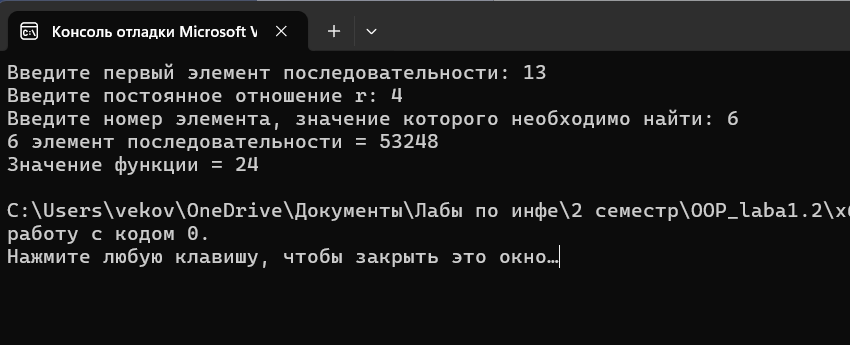 Консоль отладки Microsoft V
Введите первый элемент последовательности: 13
Введите постоянное отношение r: 4
Введите номер элемента, значение которого необходимо найти: 6
6 элемент последовательности = 53248
Значение функции = 24
C:\Users\vekov\OneDrive\Документы\Лабы по инфе\2 семестр\OOP_laba1.2\x6
работу с кодом 0.
Нажмите любую клавишу, чтобы закрыть это окно…